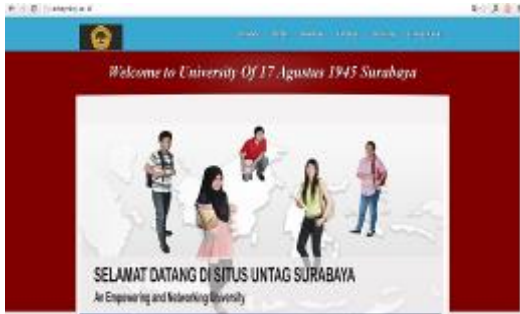 Welcome to University Of 17 Agustus 1945 Surabaya
SELAMAT DATANG DI SITUS UNTAG SURABAYA
An Empowering and Networking University